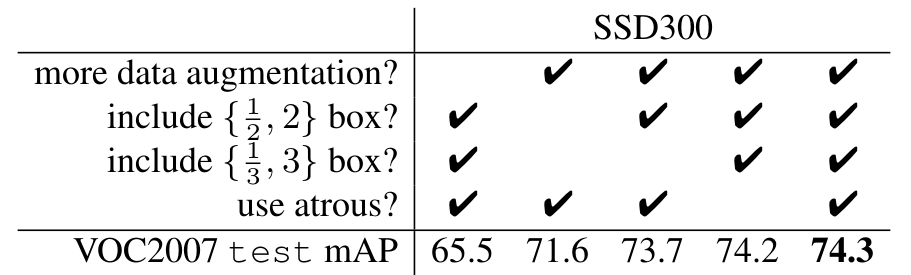 SSD300
more data augmentation? ✔ ✔ ✔ ✔
include {1/2, 2} box? ✔ ✔ ✔ ✔
include {1/3, 3} box? ✔ ✔ ✔
use atrous? ✔ ✔ ✔ ✔
VOC2007 test mAP 65.5 71.6 73.7 74.2 74.3